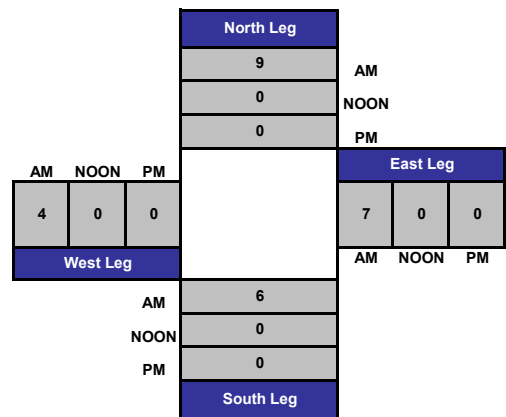 North Leg
9
AM
0
NOON
0
PM
East Leg
AM NOON PM
4 0 0
7 0 0
West Leg
AM NOON PM
AM
6
NOON
0
PM
0
South Leg